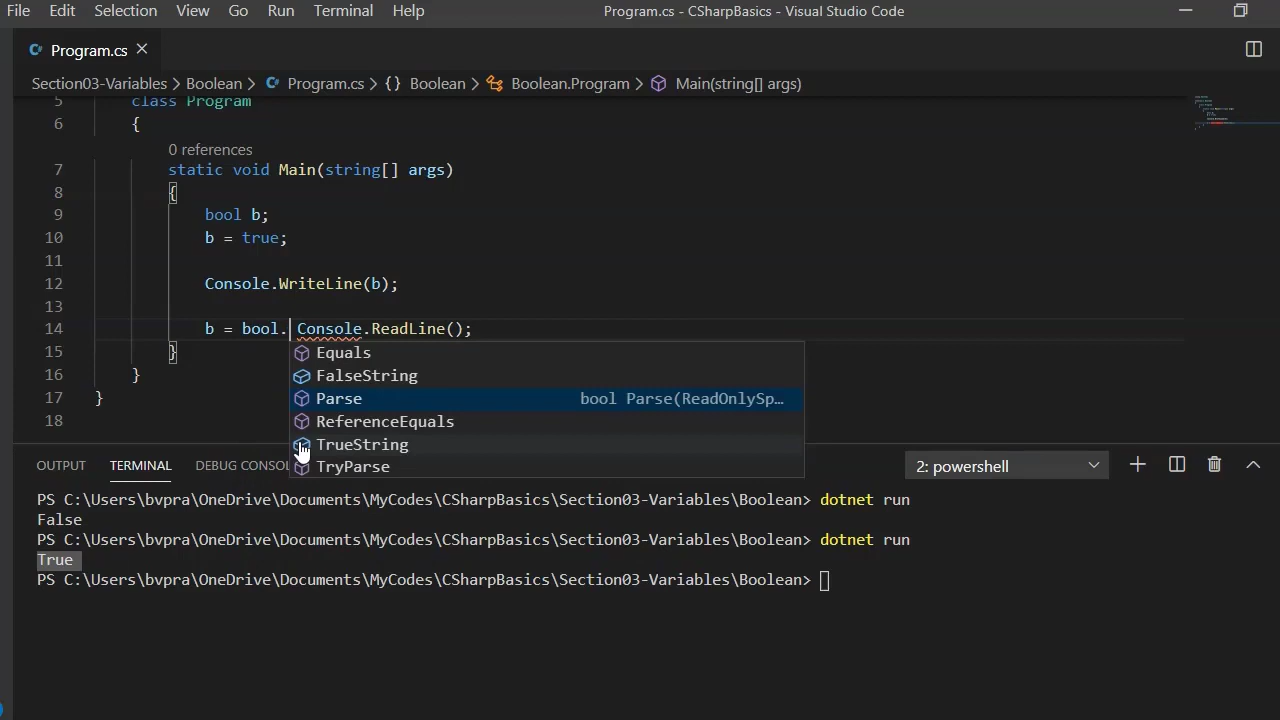 File Edit Selection View Go Run Terminal Help Program.cs - CSharpBasics - Visual Studio Code
Program.cs
Section03-Variables > Boolean > Program.cs > {} Boolean > Boolean.Program > Main(string[] args)
5 class Program
6 {
0 references
7 static void Main(string[] args)
8 {
9 bool b;
10 b = true;
11
12 Console.WriteLine(b);
13
14 b = bool. Console.ReadLine();
15 }
Equals
16 }
FalseString
17 }
Parse bool Parse(ReadOnlySp…
18
ReferenceEquals
TrueString
TryParse
OUTPUT TERMINAL DEBUG CONSOL 2: powershell
PS C:\Users\bvpra\OneDrive\Documents\MyCodes\CSharpBasics\Section03-Variables\Boolean> dotnet run
False
PS C:\Users\bvpra\OneDrive\Documents\MyCodes\CSharpBasics\Section03-Variables\Boolean> dotnet run
True
PS C:\Users\bvpra\OneDrive\Documents\MyCodes\CSharpBasics\Section03-Variables\Boolean>